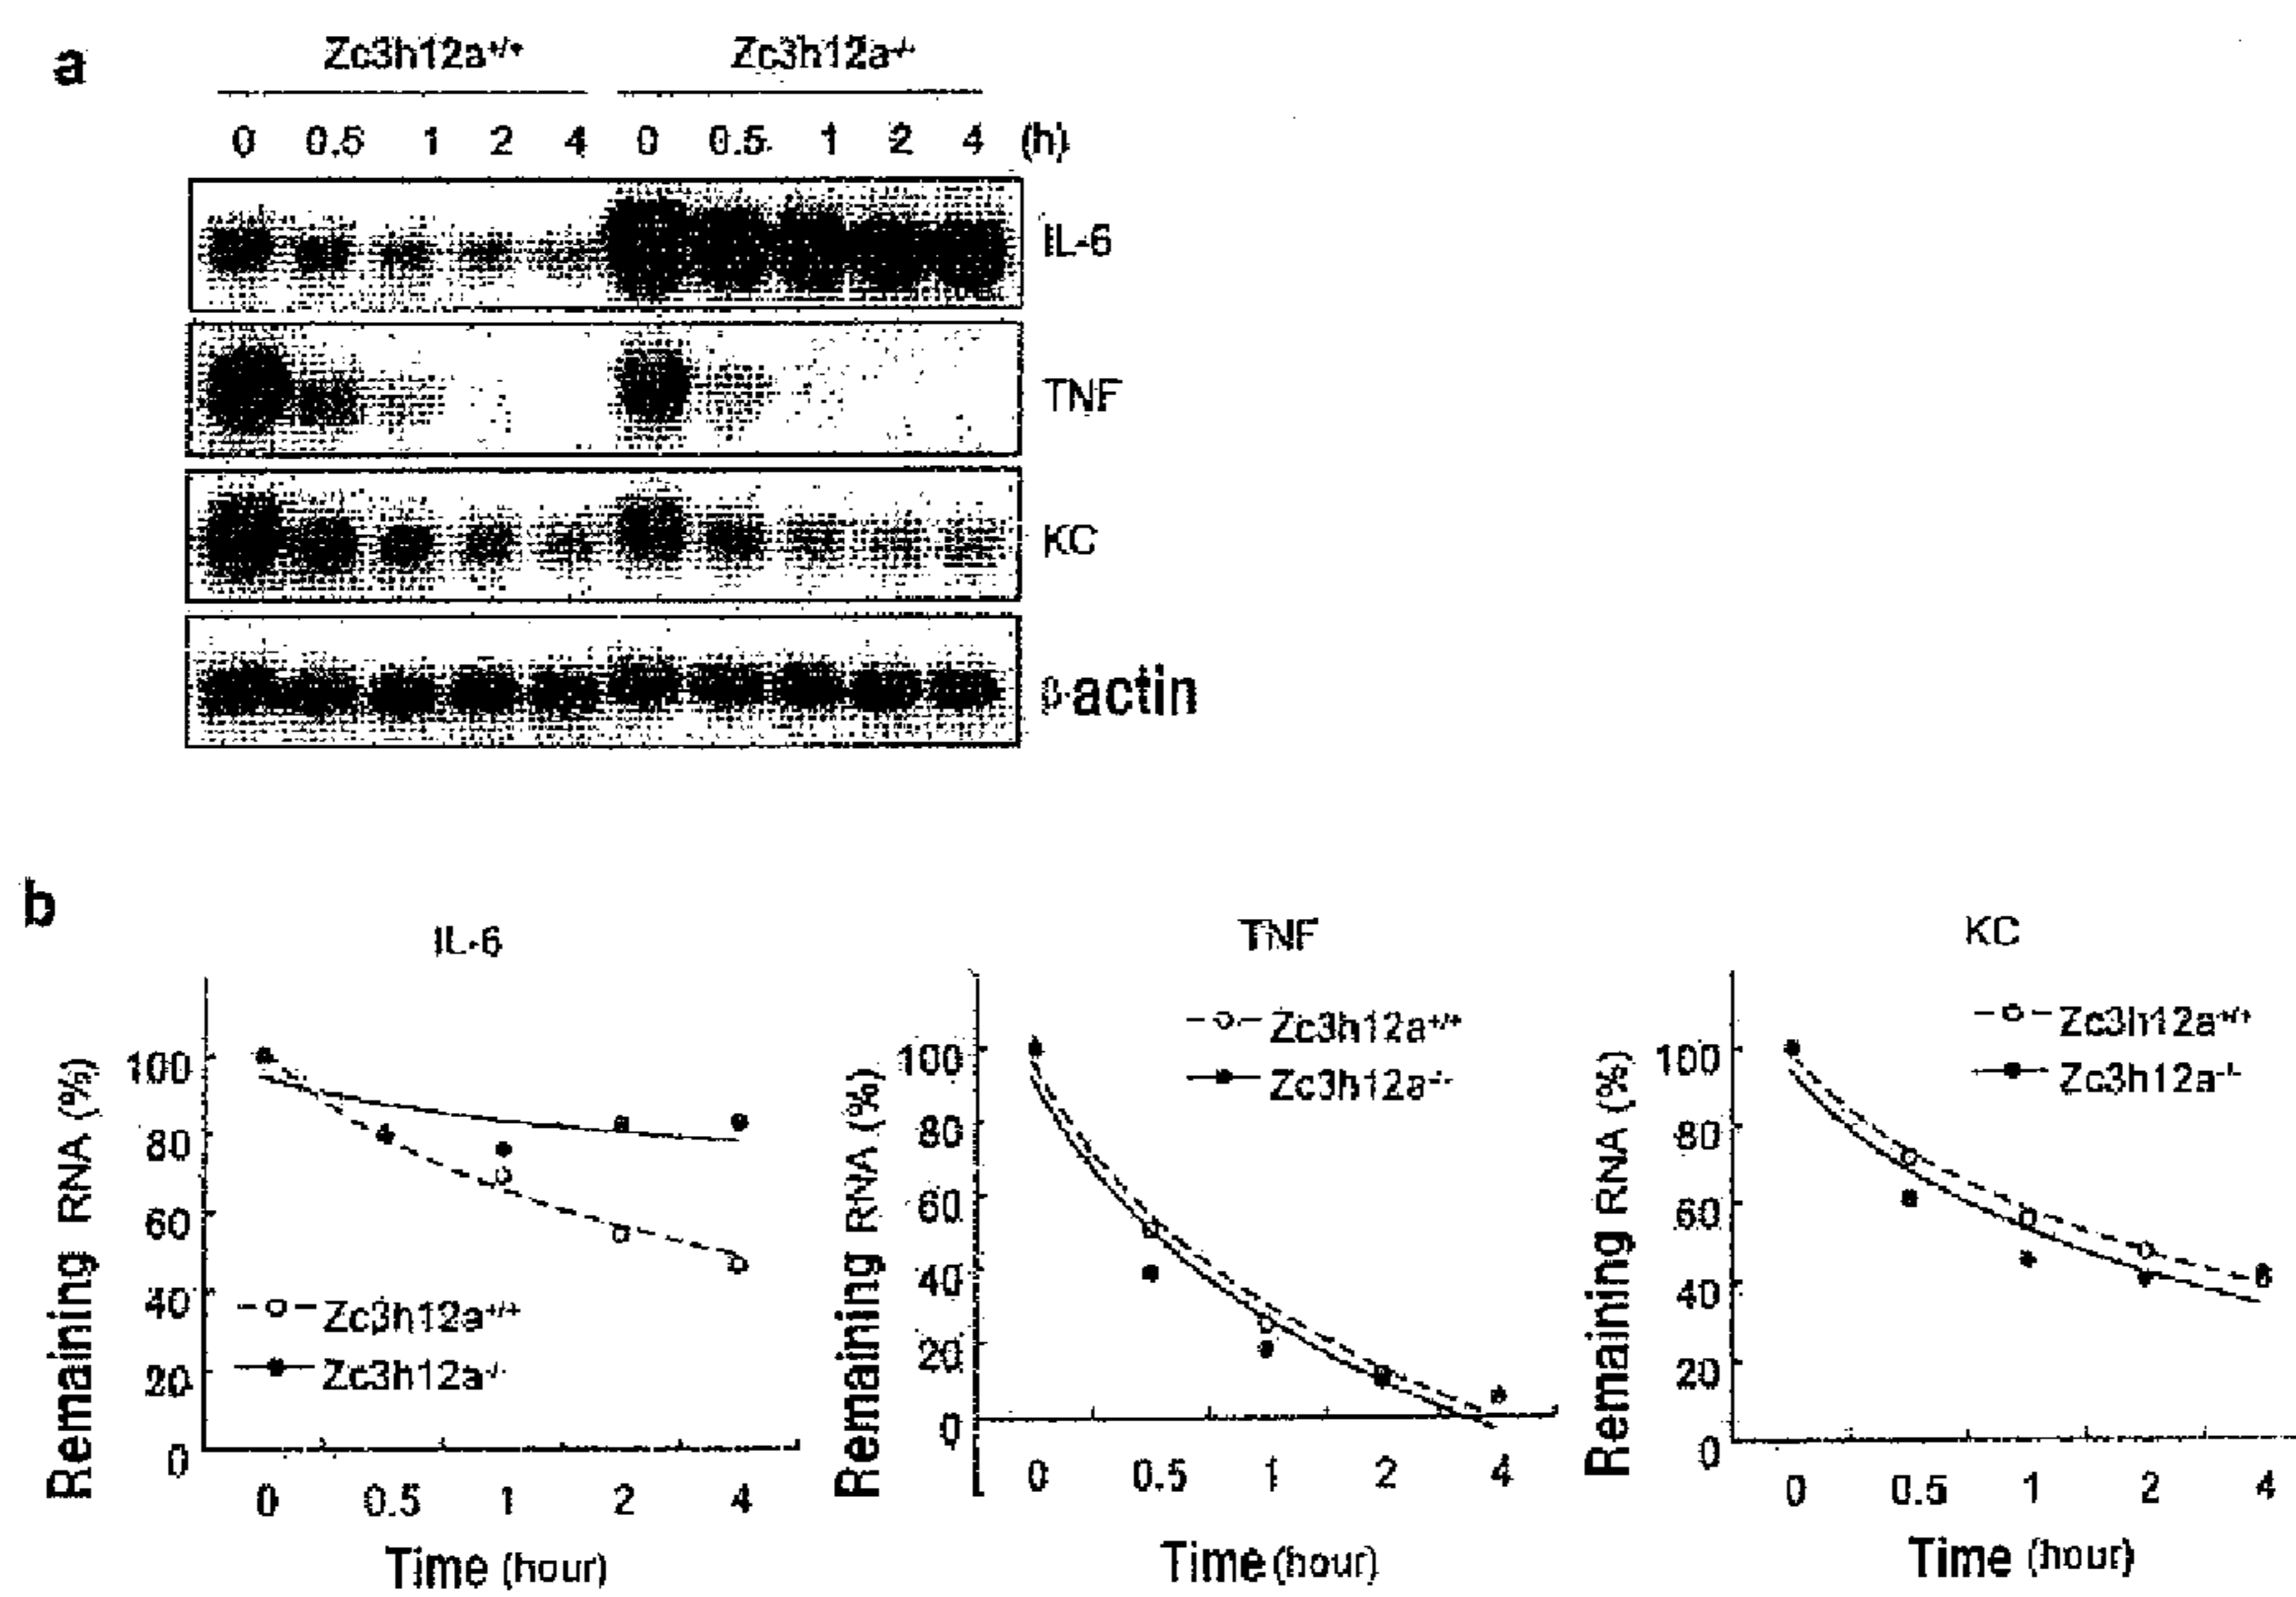 a
Zc3h12a+/+ Zc3h12a-/-
0 0.5 1 2 4 0 0.5 1 2 4 (h)
IL-6
TNF
KC
β-actin
b
IL-6
Remaining RNA (%)
100
80
60
40
20
0
Zc3h12a+/+
Zc3h12a-/-
0 0.5 1 2 4
Time (hour)
TNF
Remaining RNA (%)
100
80
60
40
20
0
Zc3h12a+/+
Zc3h12a-/-
0 0.5 1 2 4
Time (hour)
KC
Remaining RNA (%)
100
80
60
40
20
0
Zc3h12a+/+
Zc3h12a-/-
0 0.5 1 2 4
Time (hour)